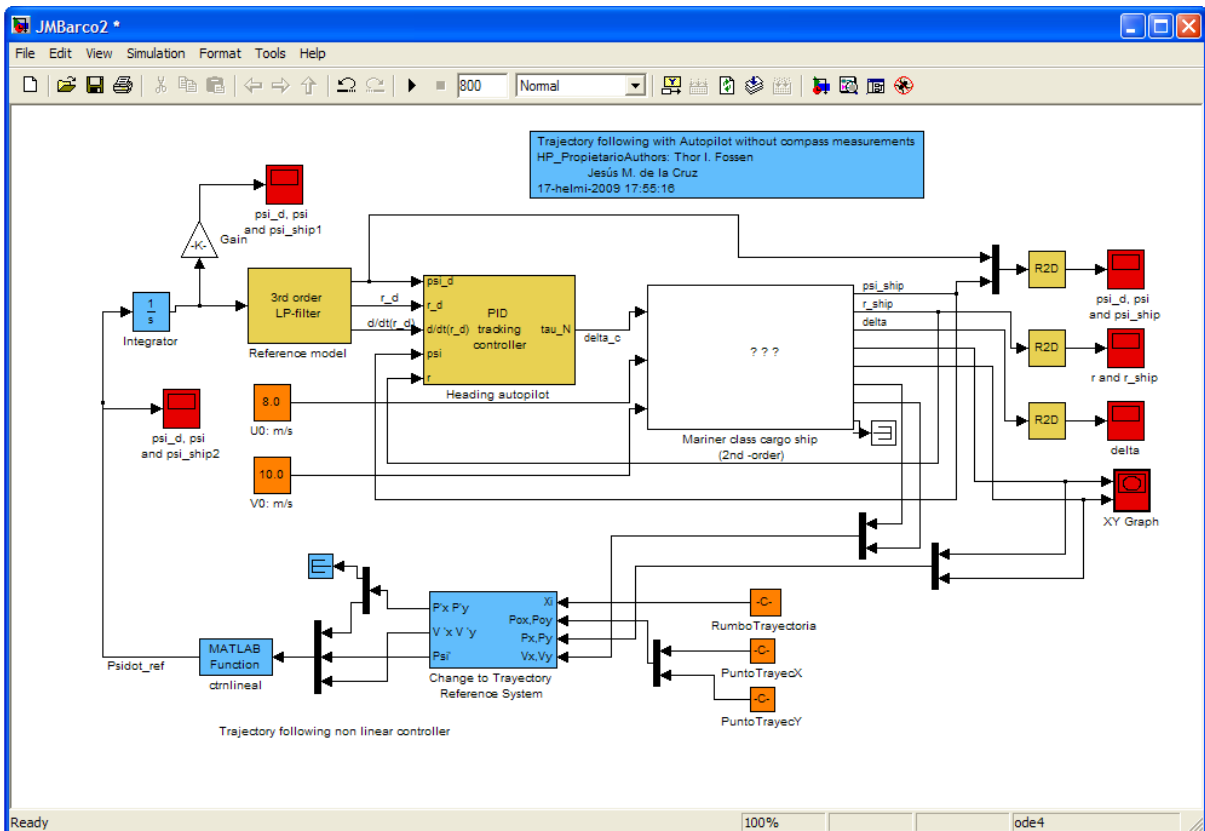 JMBarco2 *
File Edit View Simulation Format Tools Help
800 Normal
Trajectory following with Autopilot without compass measurements
HP_PropietarioAuthors: Thor I. Fossen
Jesús M. de la Cruz
17-helmi-2009 17:55:16
psi_d, psi
and psi_ship1
-K-
Gain
1
s
Integrator
3rd order
LP-filter
Reference model
r_d
d/dt(r_d)
psi_d
r_d
d/dt(r_d)
psi
r
PID
tracking
controller
tau_N
Heading autopilot
delta_c
? ? ?
Mariner class cargo ship
(2nd -order)
psi_ship
r_ship
delta
R2D
psi_d, psi
and psi_ship
R2D
r and r_ship
R2D
delta
XY Graph
psi_d, psi
and psi_ship2
8.0
U0: m/s
10.0
V0: m/s
P'x P'y
V 'x V 'y
Psi'
Xi
Pox,Poy
Px,Py
Vx,Vy
Change to Trayectory
Reference System
-C-
RumboTrayectoria
-C-
PuntoTrayecX
-C-
PuntoTrayecY
MATLAB
Function
ctrnlineal
Psidot_ref
Trajectory following non linear controller
Ready 100% ode4